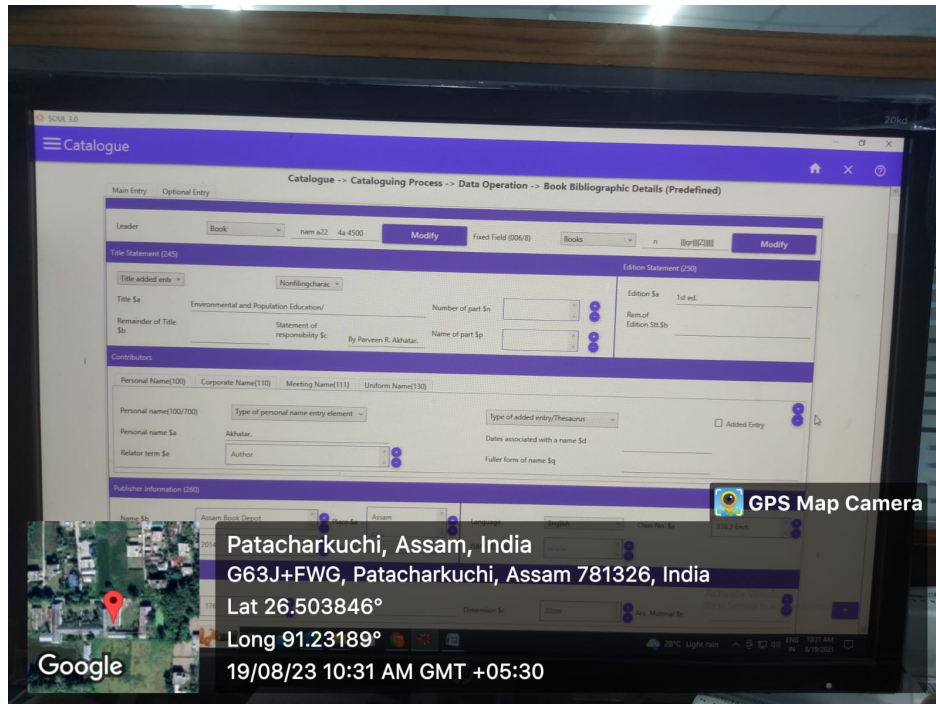 20kd
SOUL 3.0
Catalogue
Catalogue -> Cataloguing Process -> Data Operation -> Book Bibliographic Details (Predefined)
Main Entry Optional Entry
Leader Book nam a22 4a 4500 Modify Fixed Field (006/8) Books n Modify
Title Statement (245) Edition Statement (250)
Title added entr Nonfilingcharac
Title $a Environmental and Population Education/ Number of part $n Edition $a 1st ed.
Remainder of Title $b Statement of responsibility $c By Parveen R. Akhatar. Name of part $p Rem.of Edition Stt.$b
Contributors
Personal Name(100) Corporate Name(110) Meeting Name(111) Uniform Name(130)
Personal name(100/700) Type of personal name entry element Type of added entry/Thesaurus Added Entry
Personal name $a Akhatar. Dates associated with a name $d
Relator term $e Author Fuller form of name $q
Publisher Information (260)
Name $b Assam Book Depot Place $a Assam Language English Class No. $a
Dimension $c 22cm Acc. Material $e
28°C Light rain ENG IN 10:31 AM 8/19/2023
GPS Map Camera
Patacharkuchi, Assam, India
G63J+FWG, Patacharkuchi, Assam 781326, India
Lat 26.503846°
Long 91.23189°
19/08/23 10:31 AM GMT +05:30
Google